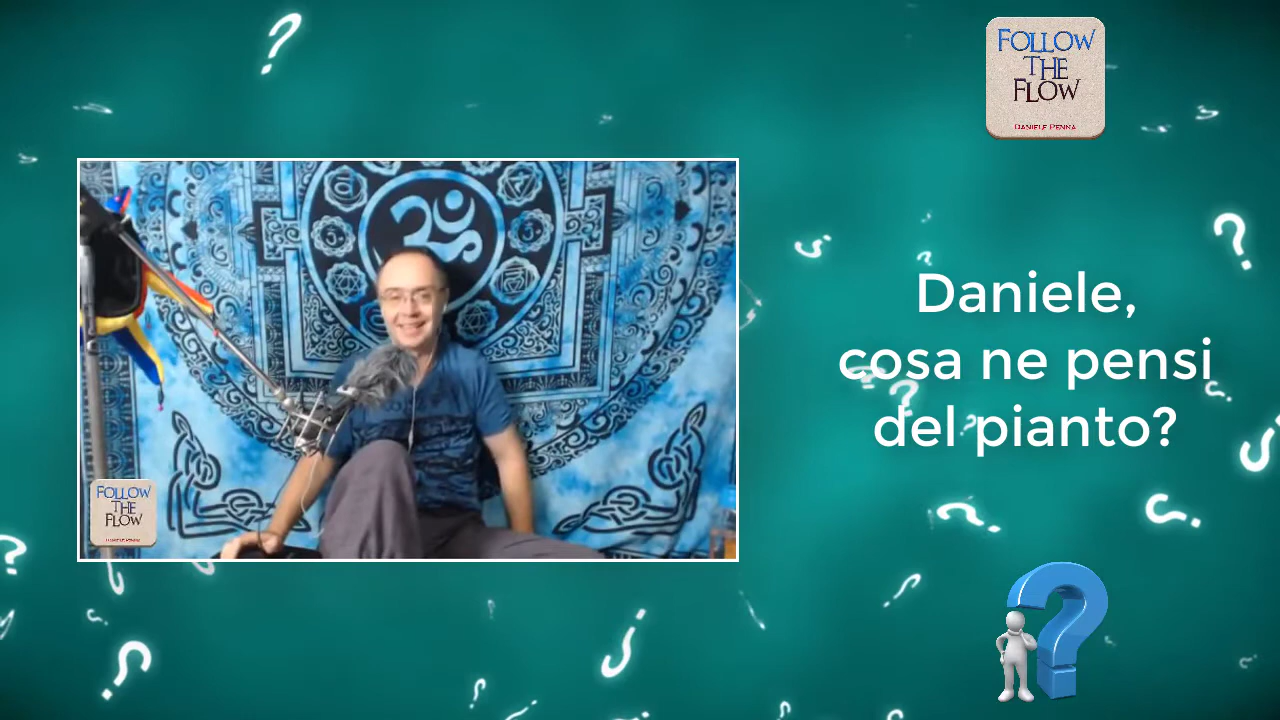 FOLLOW
THE
FLOW
DANIELE PENNA
Daniele,
cosa ne pensi
del pianto?
FOLLOW
THE
FLOW